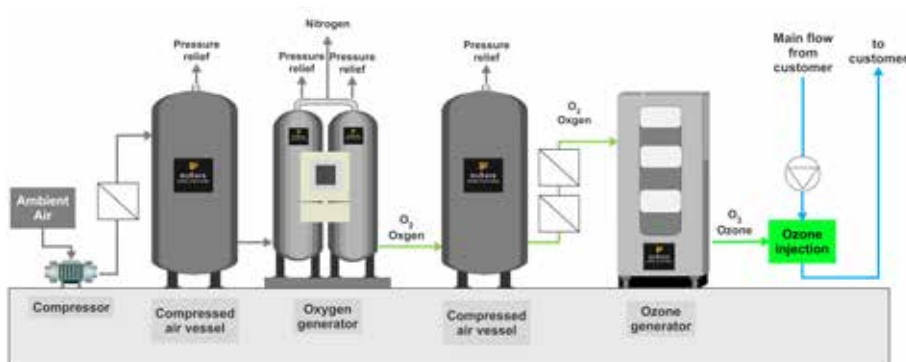 Nitrogen
Pressure
relief
Pressure
relief
Pressure
relief
Pressure
relief
Main flow
from
customer
to
customer
O2
Oxgen
Ambient
Air
O2
Oxgen
O3
Ozone
Ozone
injection
Compressor
Compressed
air vessel
Oxygen
generator
Compressed
air vessel
Ozone
generator